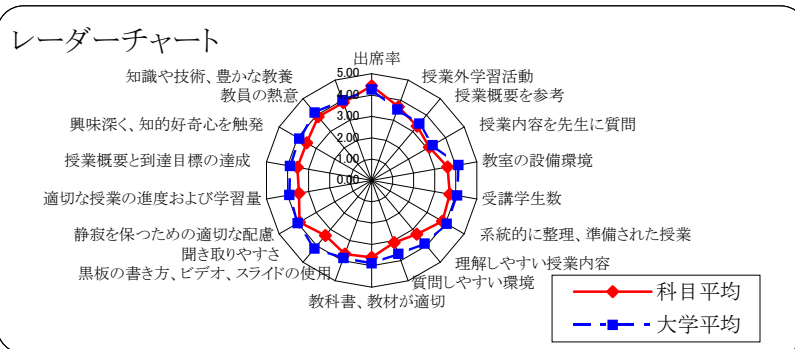 レーダーチャート
出席率
授業外学習活動
授業概要を参考
授業内容を先生に質問
教室の設備環境
受講学生数
系統的に整理、準備された授業
理解しやすい授業内容
質問しやすい環境
教科書、教材が適切
黒板の書き方、ビデオ、スライドの使用
聞き取りやすさ
静寂を保つための適切な配慮
適切な授業の進度および学習量
授業概要と到達目標の達成
興味深く、知的好奇心を触発
教員の熱意
知識や技術、豊かな教養
5.00
4.00
3.00
2.00
1.00
0.00
科目平均
大学平均